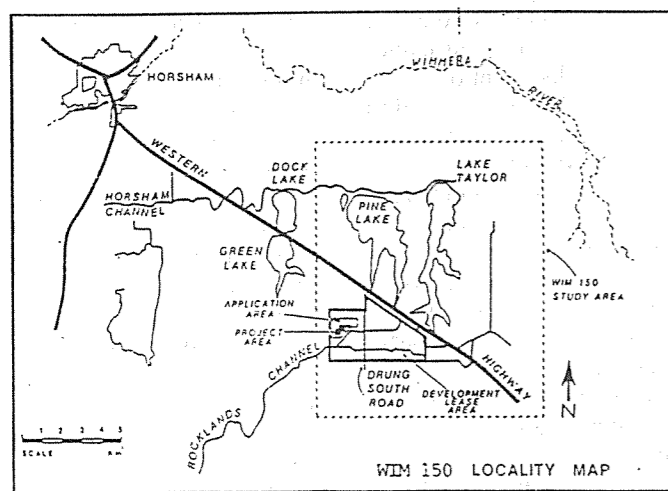 HORSHAM
WIMMERA
RIVER
WESTERN
DOCK
LAKE
LAKE
TAYLOR
HORSHAM
CHANNEL
PINE
LAKE
GREEN
LAKE
WIM 150
STUDY
AREA
APPLICATION
AREA
PROJECT
AREA
CHANNEL
HIGHWAY
DRUNG
SOUTH
ROAD
DEVELOPMENT
LEASE
AREA
N
ROCKLANDS
1 2 3 4 5
SCALE
WIM 150 LOCALITY MAP